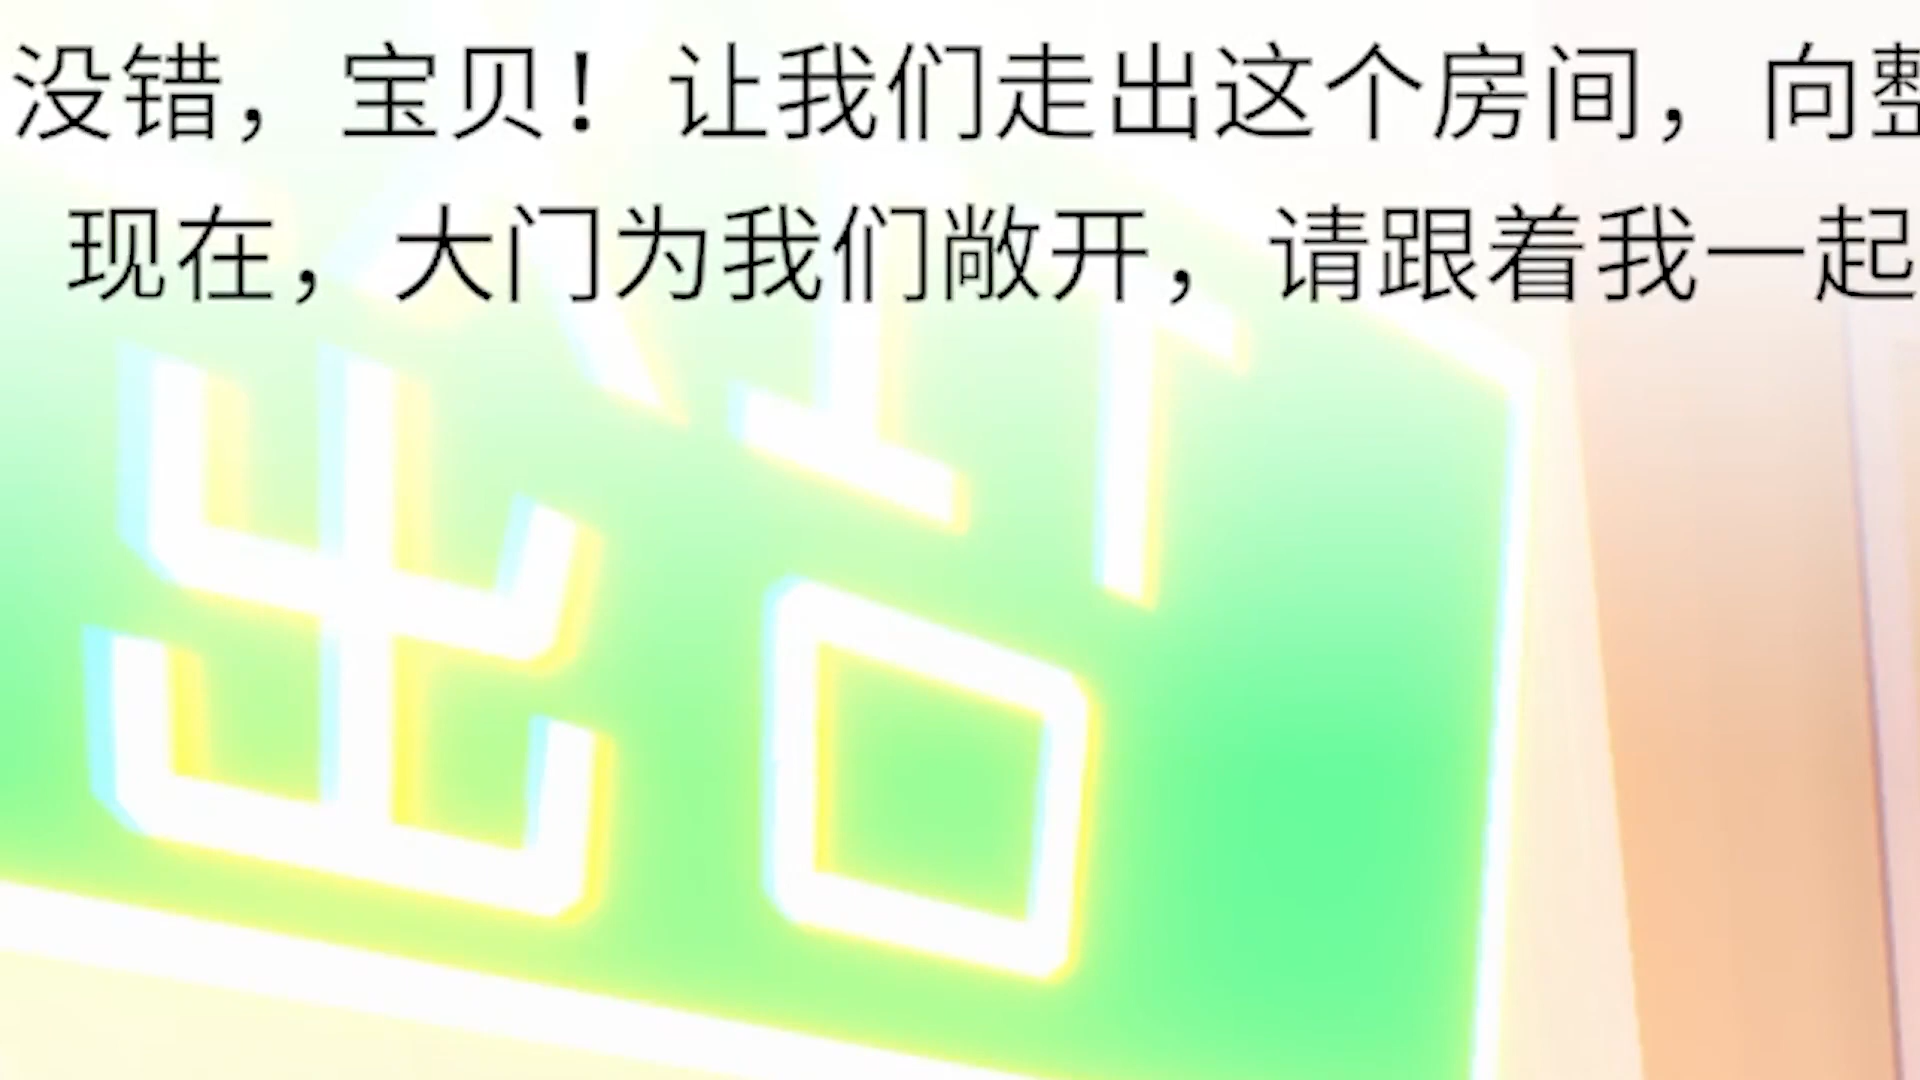 没错，宝贝！让我们走出这个房间，向整
现在，大门为我们敞开，请跟着我一起
出口